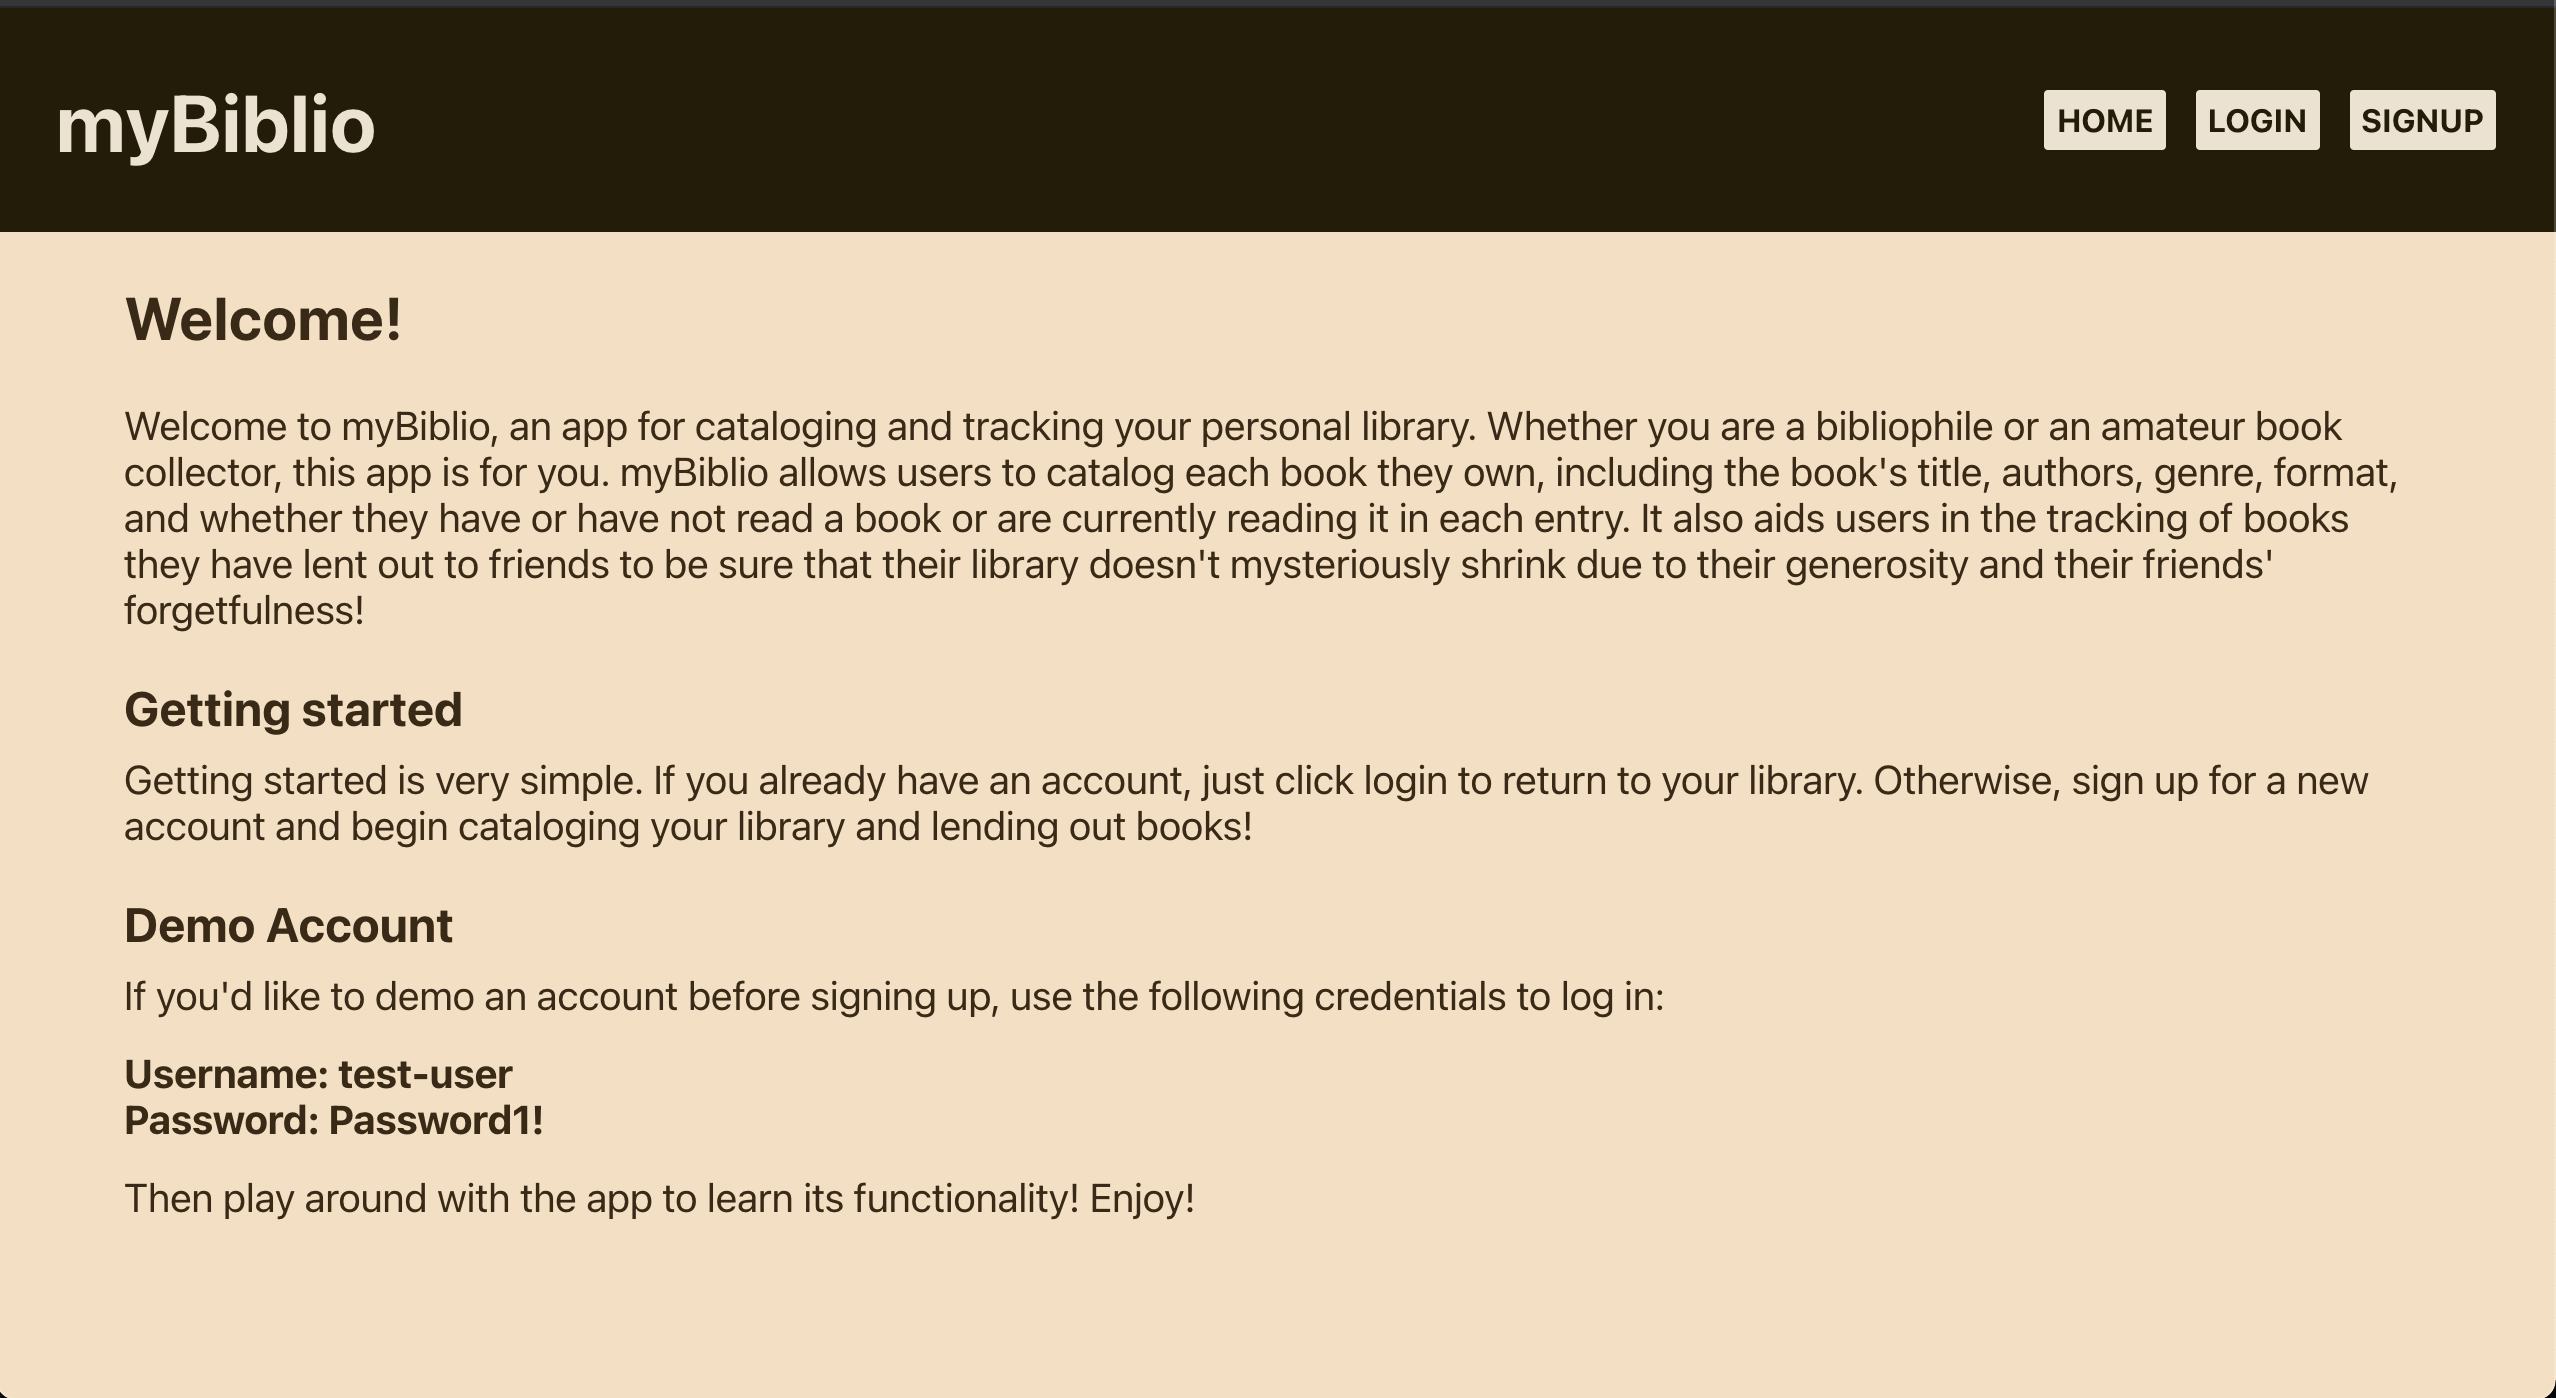 myBiblio
HOME LOGIN SIGNUP
Welcome!
Welcome to myBiblio, an app for cataloging and tracking your personal library. Whether you are a bibliophile or an amateur book
collector, this app is for you. myBiblio allows users to catalog each book they own, including the book's title, authors, genre, format,
and whether they have or have not read a book or are currently reading it in each entry. It also aids users in the tracking of books
they have lent out to friends to be sure that their library doesn't mysteriously shrink due to their generosity and their friends'
forgetfulness!
Getting started
Getting started is very simple. If you already have an account, just click login to return to your library. Otherwise, sign up for a new
account and begin cataloging your library and lending out books!
Demo Account
If you'd like to demo an account before signing up, use the following credentials to log in:
Username: test-user
Password: Password1!
Then play around with the app to learn its functionality! Enjoy!